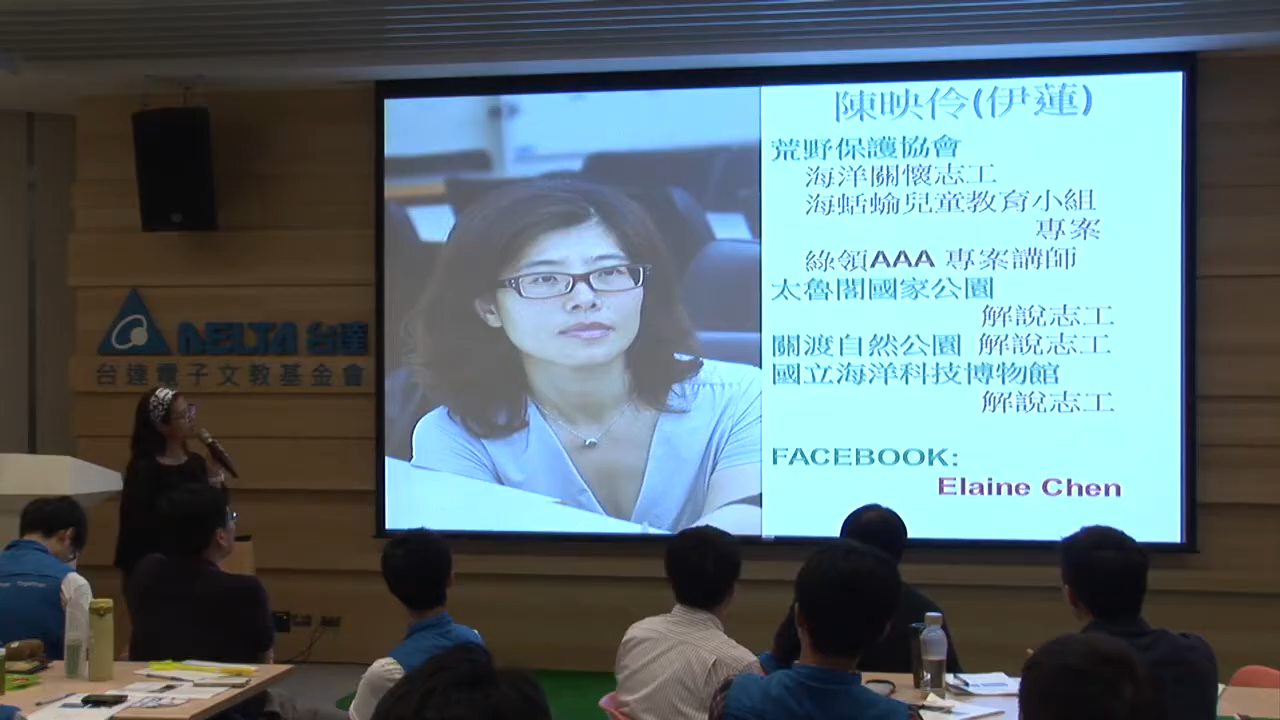 陳映伶(伊蓮)
荒野保護協會
海洋關懷志工
海蛞蝓兒童教育小組
專案
綠領AAA 專案講師
太魯閣國家公園
解說志工
關渡自然公園 解說志工
國立海洋科技博物館
解說志工
FACEBOOK:
Elaine Chen
DELTA 台達
台達電子文教基金會